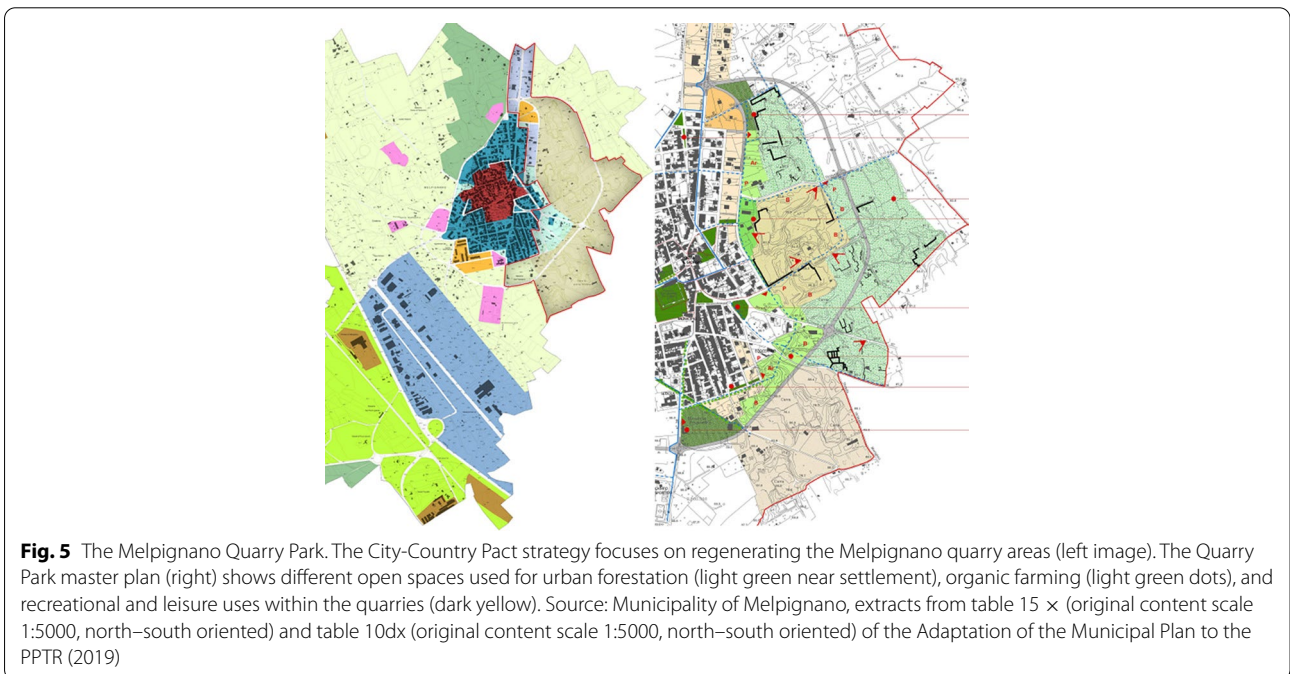 Fig. 5 The Melpignano Quarry Park. The City-Country Pact strategy focuses on regenerating the Melpignano quarry areas (left image). The Quarry
Park master plan (right) shows different open spaces used for urban forestation (light green near settlement), organic farming (light green dots), and
recreational and leisure uses within the quarries (dark yellow). Source: Municipality of Melpignano, extracts from table 15 × (original content scale
1:5000, north–south oriented) and table 10dx (original content scale 1:5000, north–south oriented) of the Adaptation of the Municipal Plan to the
PPTR (2019)